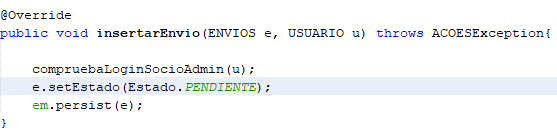 @Override
public void insertarEnvio(ENVIOS e, USUARIO u) throws ACOESException{
compruebaLoginSocioAdmin(u);
e.setEstado(Estado.PENDIENTE);
em.persist(e);
}